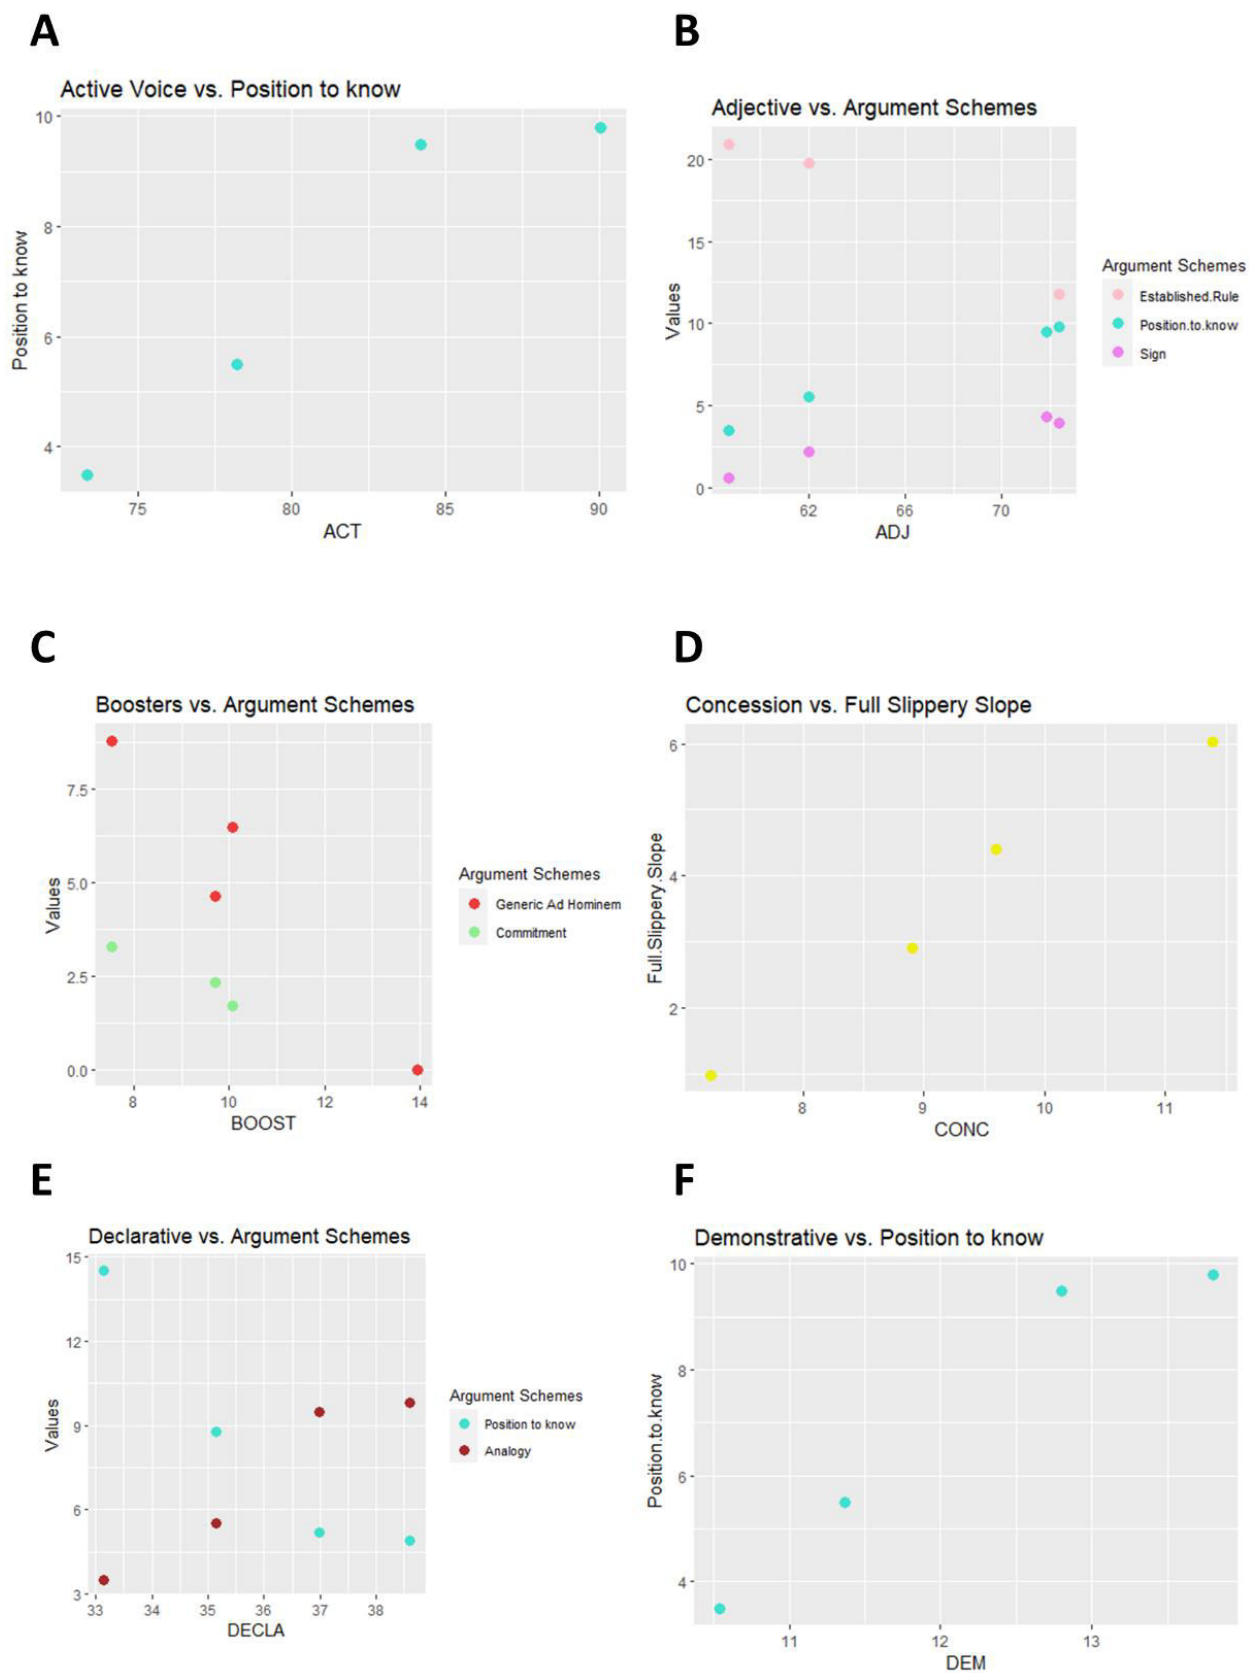 A
Active Voice vs. Position to know
10
8
6
4
Position to know
75 80 85 90
ACT
B
Adjective vs. Argument Schemes
20
15
10
5
0
Values
62 66 70
ADJ
Argument Schemes
Established.Rule
Position.to.know
Sign
C
Boosters vs. Argument Schemes
7.5
5.0
2.5
0.0
Values
8 10 12 14
BOOST
Argument Schemes
Generic Ad Hominem
Commitment
D
Concession vs. Full Slippery Slope
6
4
2
Full.Slippery.Slope
8 9 10 11
CONC
E
Declarative vs. Argument Schemes
15
12
9
6
3
Values
33 34 35 36 37 38
DECLA
Argument Schemes
Position to know
Analogy
F
Demonstrative vs. Position to know
10
8
6
4
Position.to.know
11 12 13
DEM